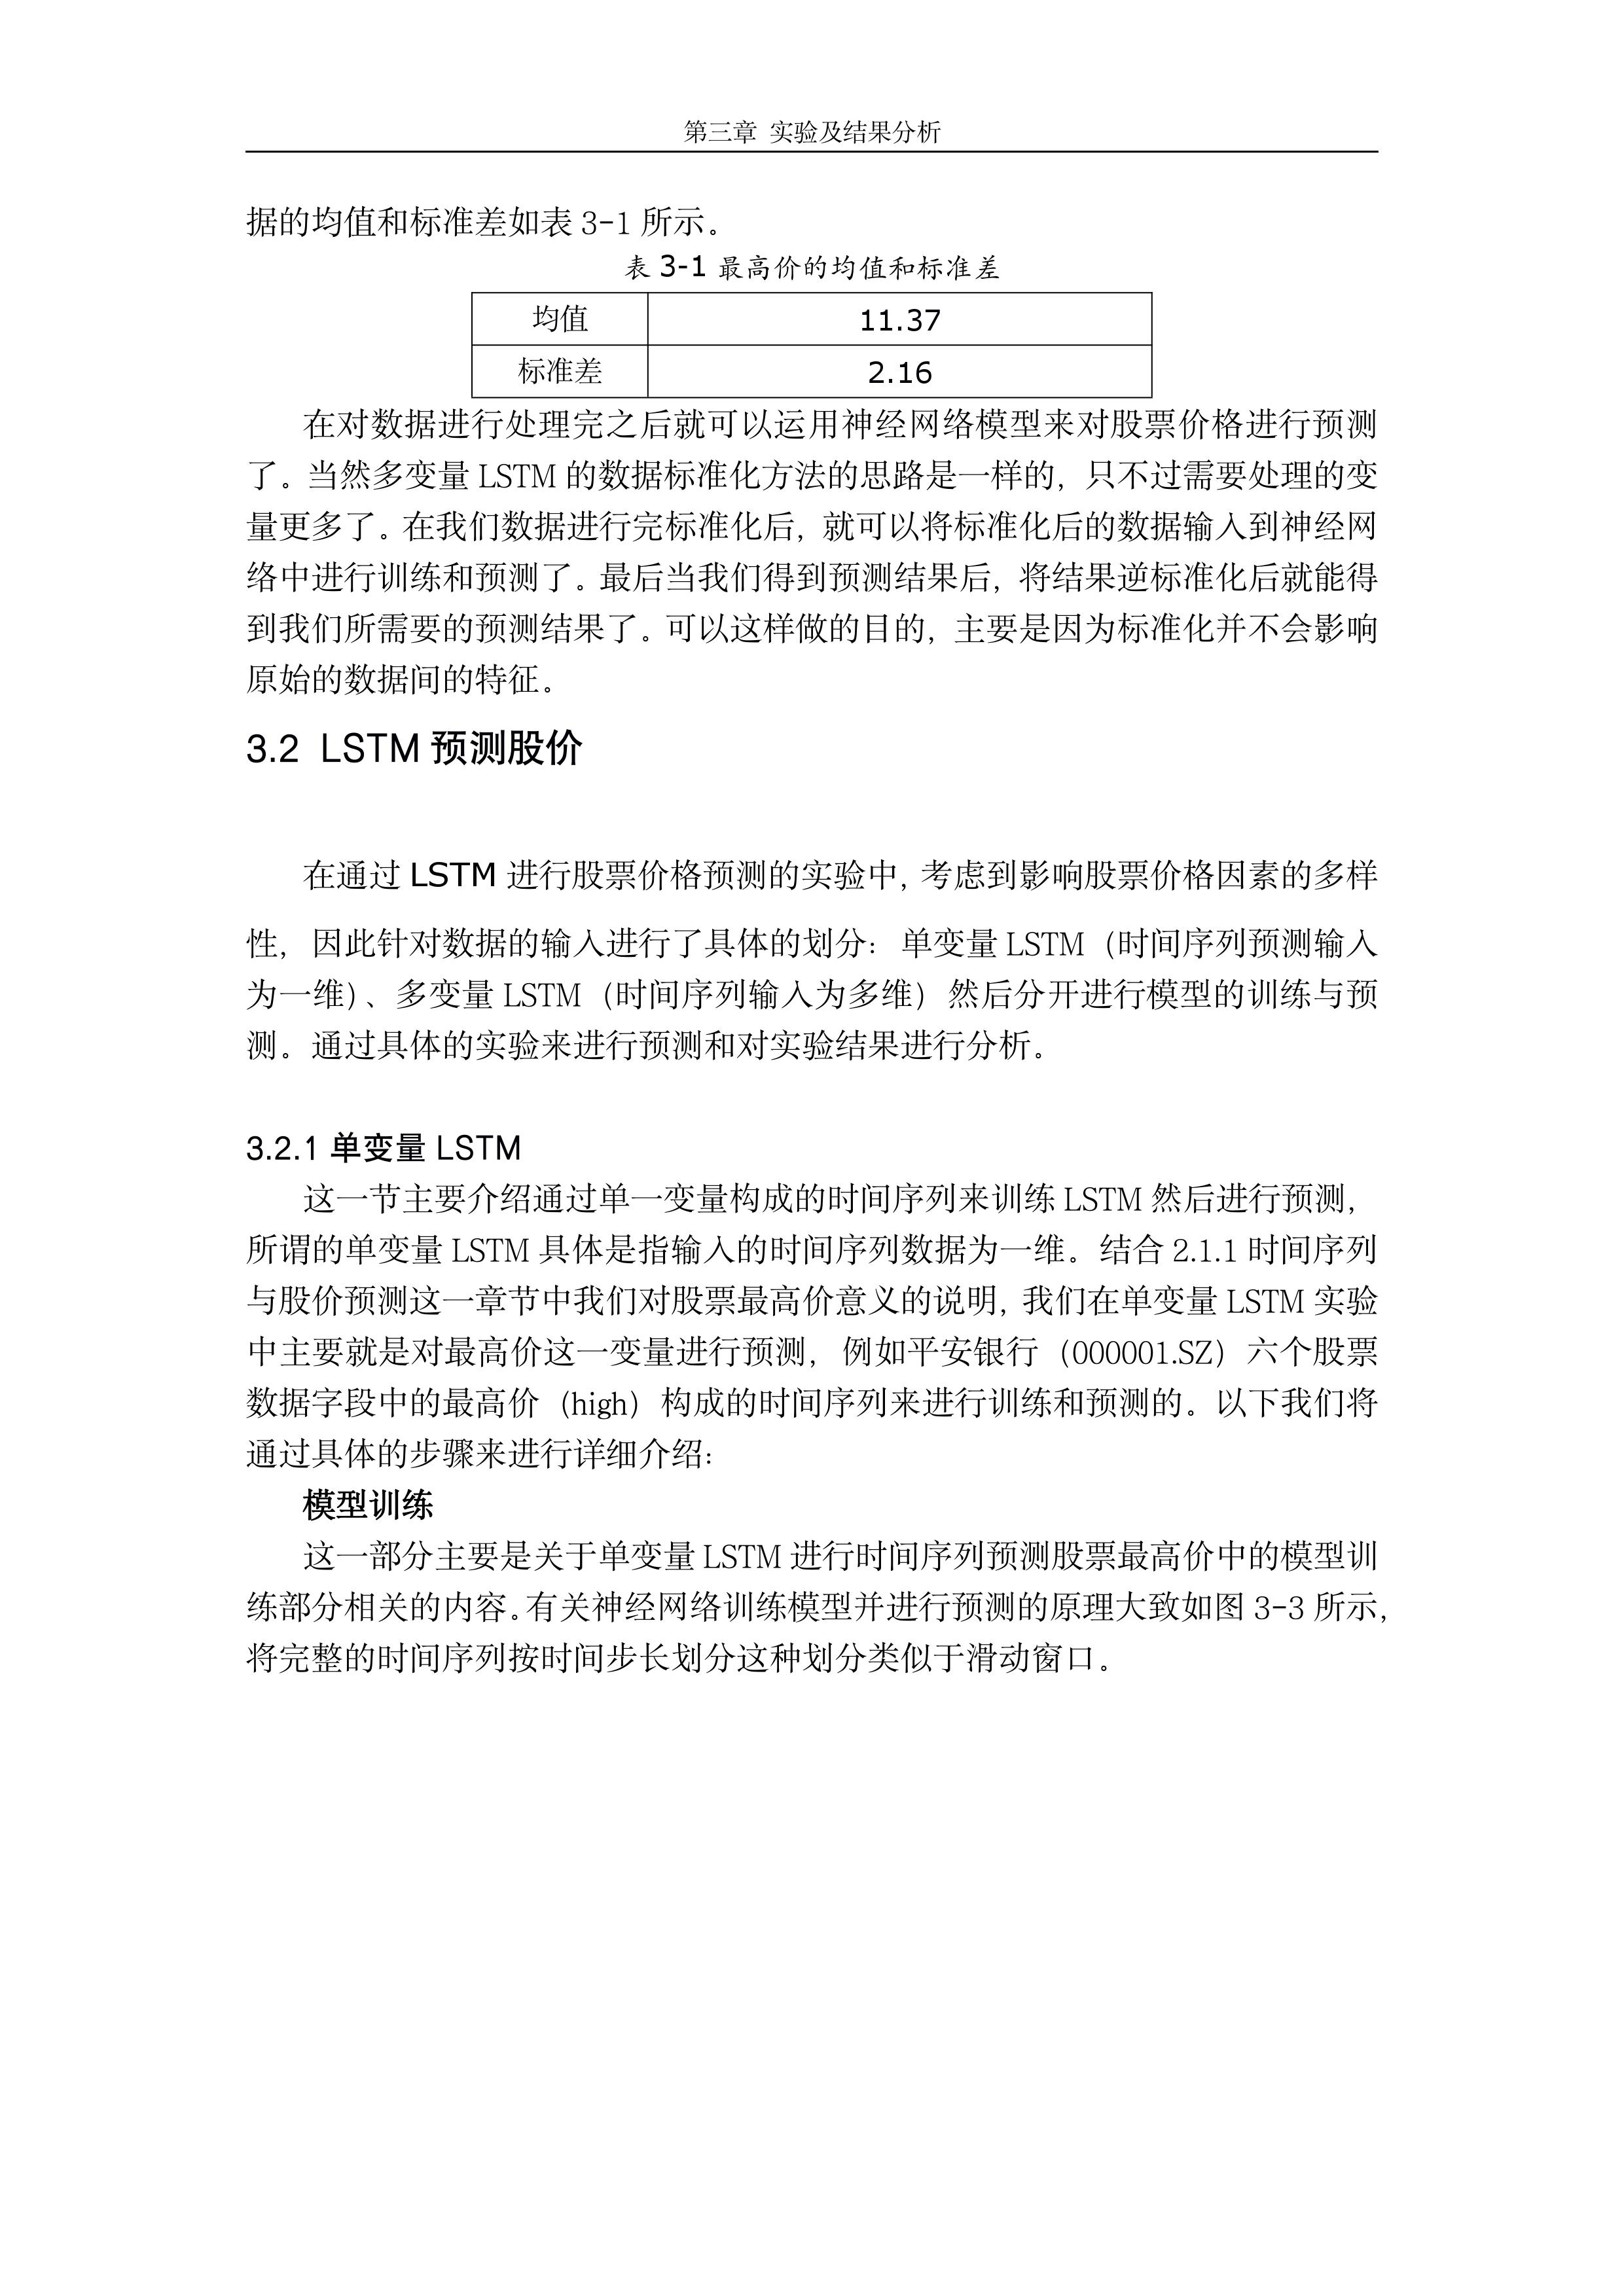 第三章 实验及结果分析
据的均值和标准差如表 3-1 所示。
表 3-1 最高价的均值和标准差
均值 11.37
标准差 2.16
在对数据进行处理完之后就可以运用神经网络模型来对股票价格进行预测
了。当然多变量 LSTM 的数据标准化方法的思路是一样的，只不过需要处理的变
量更多了。在我们数据进行完标准化后，就可以将标准化后的数据输入到神经网
络中进行训练和预测了。最后当我们得到预测结果后，将结果逆标准化后就能得
到我们所需要的预测结果了。可以这样做的目的，主要是因为标准化并不会影响
原始的数据间的特征。
3.2 LSTM 预测股价
在通过 LSTM 进行股票价格预测的实验中，考虑到影响股票价格因素的多样
性，因此针对数据的输入进行了具体的划分：单变量 LSTM（时间序列预测输入
为一维）、多变量 LSTM（时间序列输入为多维）然后分开进行模型的训练与预
测。通过具体的实验来进行预测和对实验结果进行分析。
3.2.1 单变量 LSTM
这一节主要介绍通过单一变量构成的时间序列来训练 LSTM 然后进行预测，
所谓的单变量 LSTM 具体是指输入的时间序列数据为一维。结合 2.1.1 时间序列
与股价预测这一章节中我们对股票最高价意义的说明，我们在单变量 LSTM 实验
中主要就是对最高价这一变量进行预测，例如平安银行（000001.SZ）六个股票
数据字段中的最高价（high）构成的时间序列来进行训练和预测的。以下我们将
通过具体的步骤来进行详细介绍：
模型训练
这一部分主要是关于单变量 LSTM 进行时间序列预测股票最高价中的模型训
练部分相关的内容。有关神经网络训练模型并进行预测的原理大致如图 3-3 所示，
将完整的时间序列按时间步长划分这种划分类似于滑动窗口。